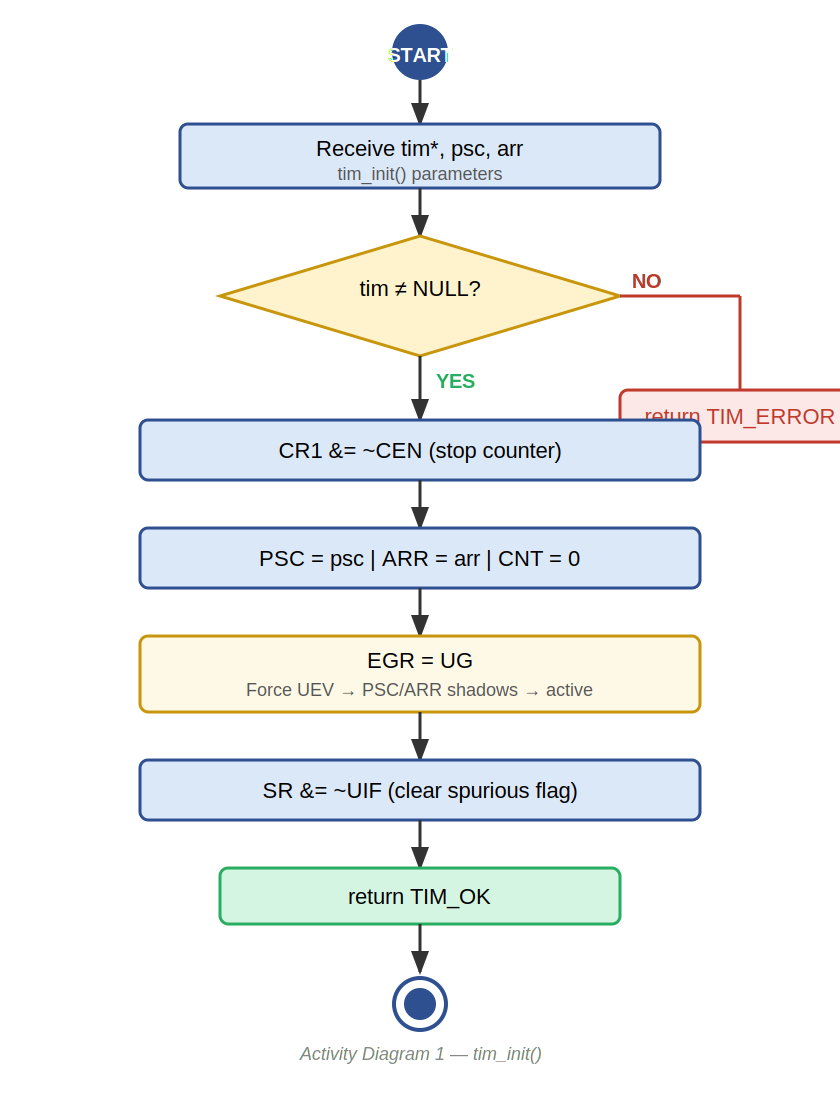 START
Receive tim*, psc, arr
tim_init() parameters
tim ≠ NULL?
NO
YES
return TIM_ERROR
CR1 &= ~CEN (stop counter)
PSC = psc | ARR = arr | CNT = 0
EGR = UG
Force UEV → PSC/ARR shadows → active
SR &= ~UIF (clear spurious flag)
return TIM_OK
Activity Diagram 1 — tim_init()